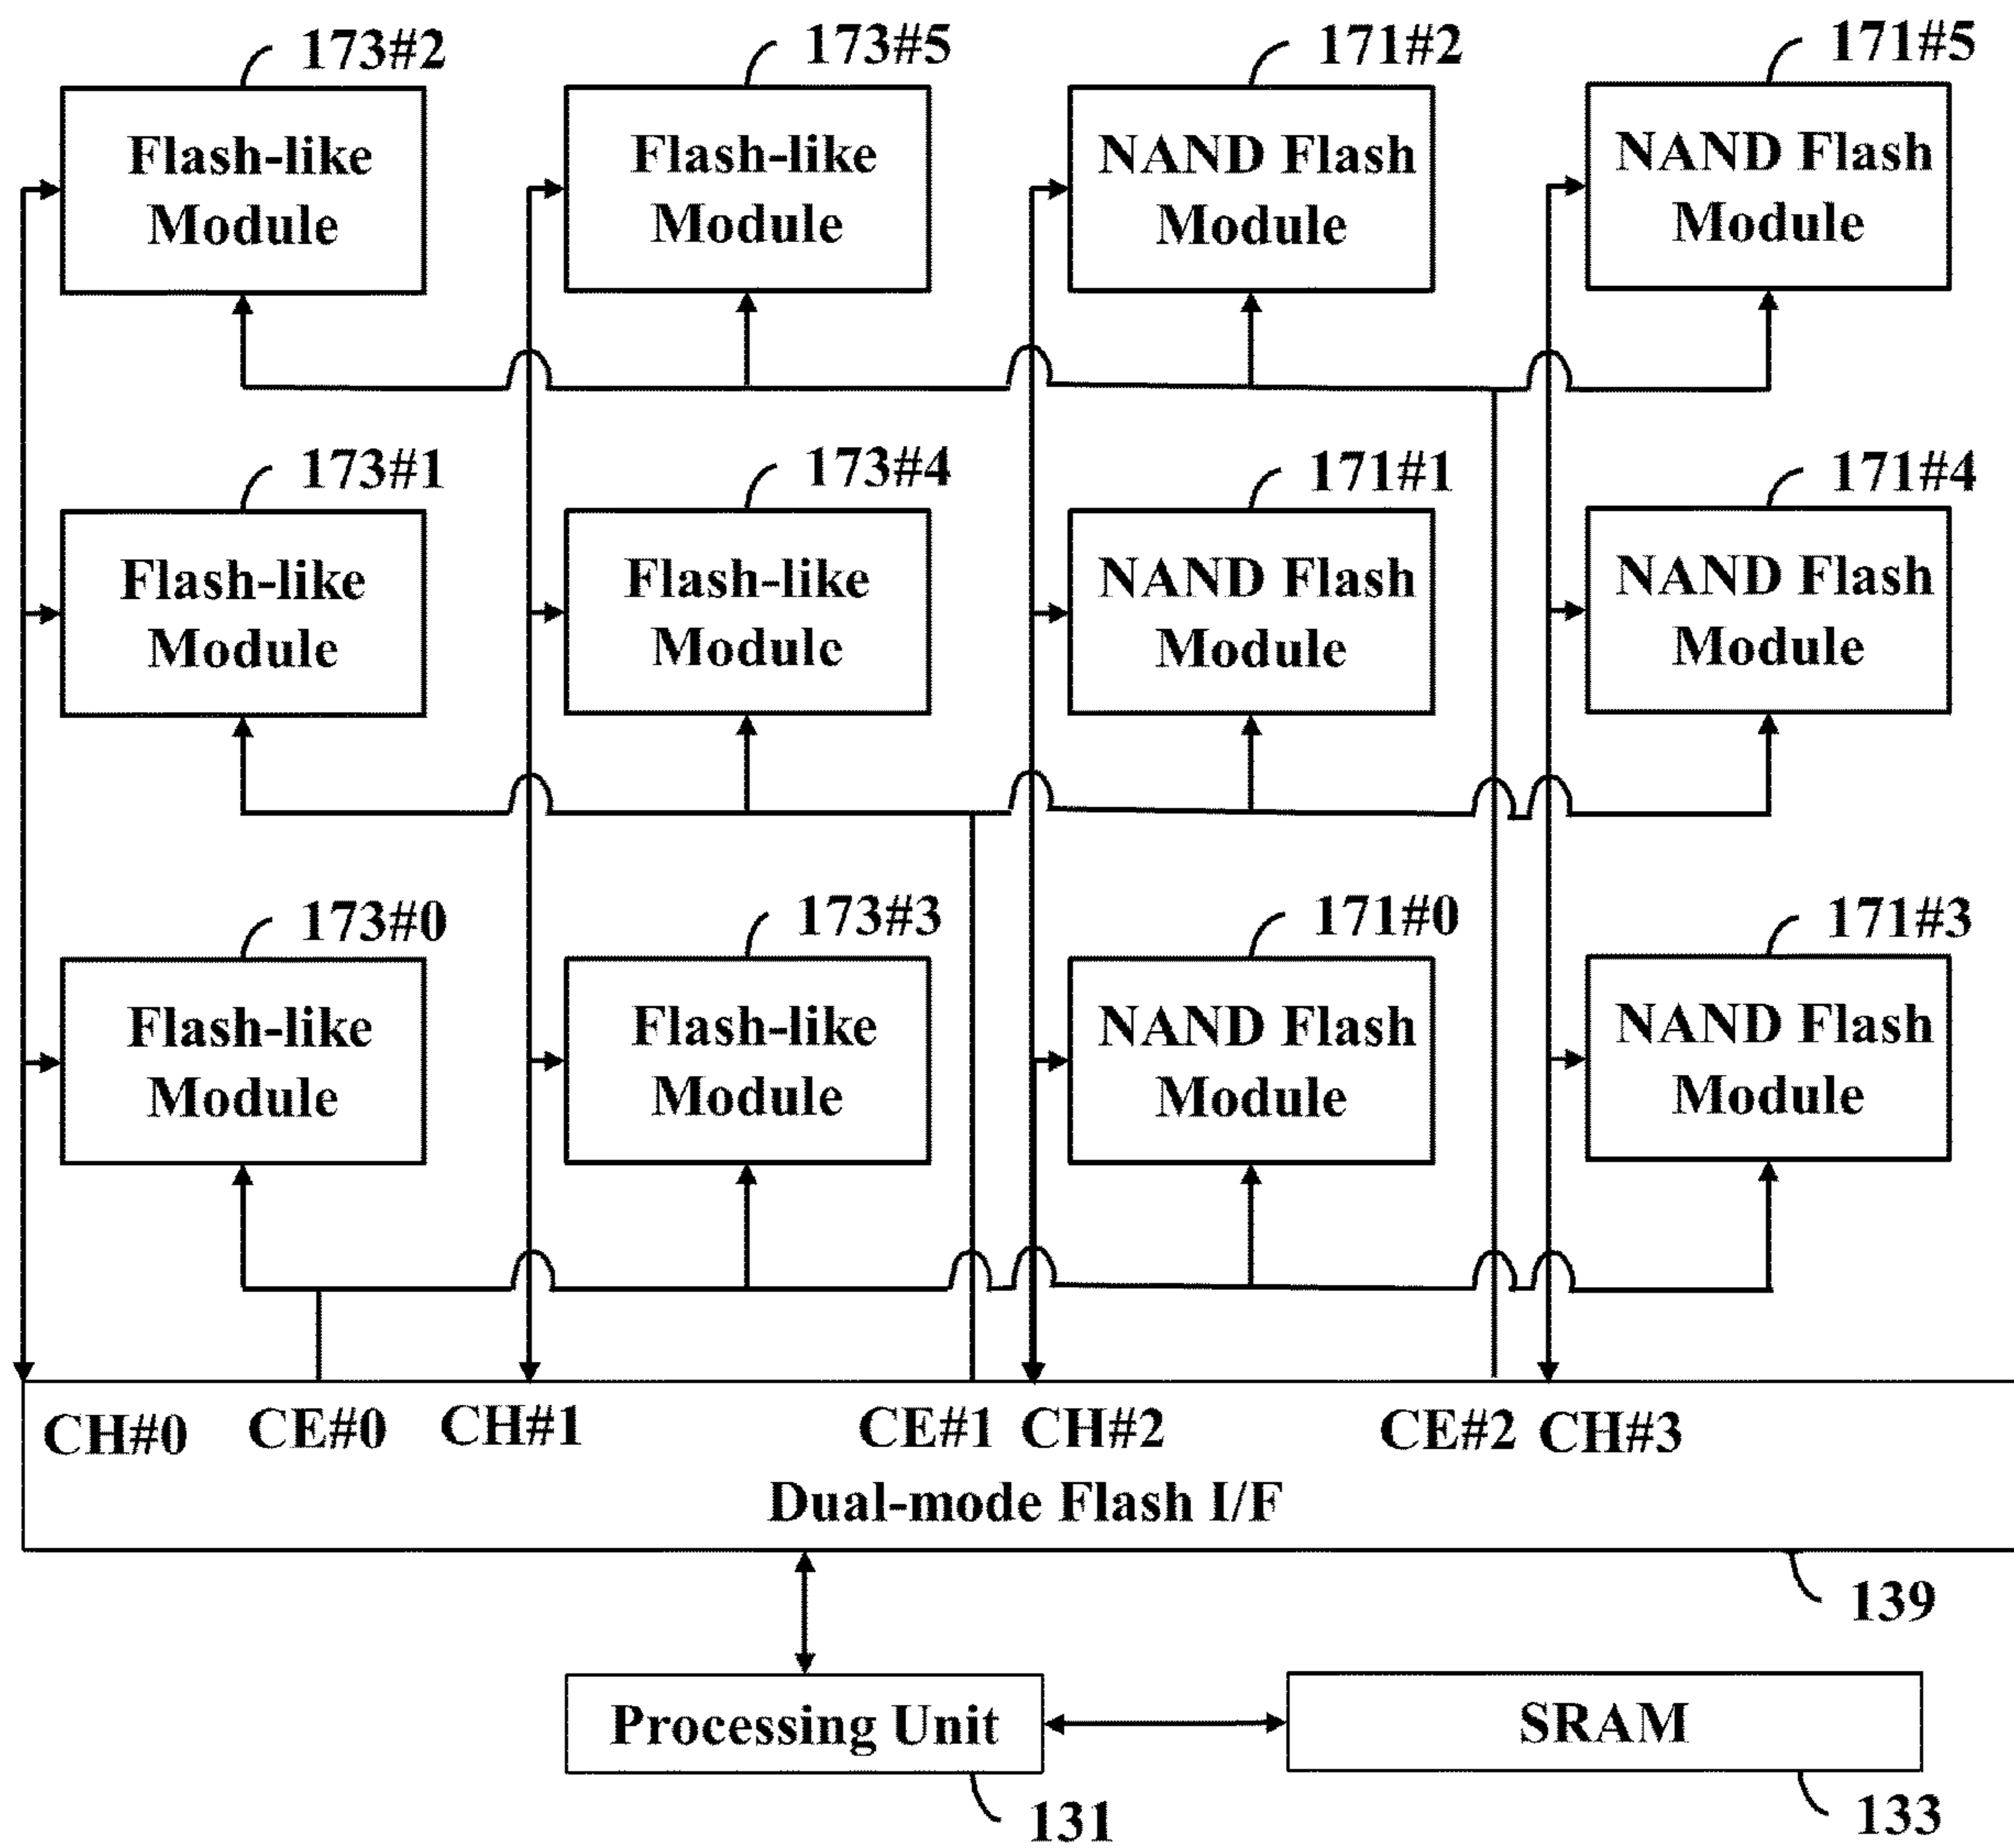 173#2
173#5
171#2
171#5
Flash-like
Module
Flash-like
Module
NAND Flash
Module
NAND Flash
Module
173#1
173#4
171#1
171#4
Flash-like
Module
Flash-like
Module
NAND Flash
Module
NAND Flash
Module
173#0
173#3
171#0
171#3
Flash-like
Module
Flash-like
Module
NAND Flash
Module
NAND Flash
Module
CH#0
CE#0
CH#1
CE#1
CH#2
CE#2
CH#3
Dual-mode Flash I/F
139
Processing Unit
SRAM
131
133